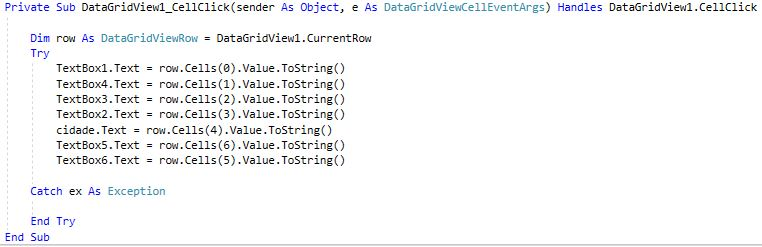 Private Sub DataGridView1_CellClick(sender As Object, e As DataGridViewCellEventArgs) Handles DataGridView1.CellClick
Dim row As DataGridViewRow = DataGridView1.CurrentRow
Try
TextBox1.Text = row.Cells(0).Value.ToString()
TextBox4.Text = row.Cells(1).Value.ToString()
TextBox3.Text = row.Cells(2).Value.ToString()
TextBox2.Text = row.Cells(3).Value.ToString()
cidade.Text = row.Cells(4).Value.ToString()
TextBox5.Text = row.Cells(6).Value.ToString()
TextBox6.Text = row.Cells(5).Value.ToString()
Catch ex As Exception
End Try
End Sub